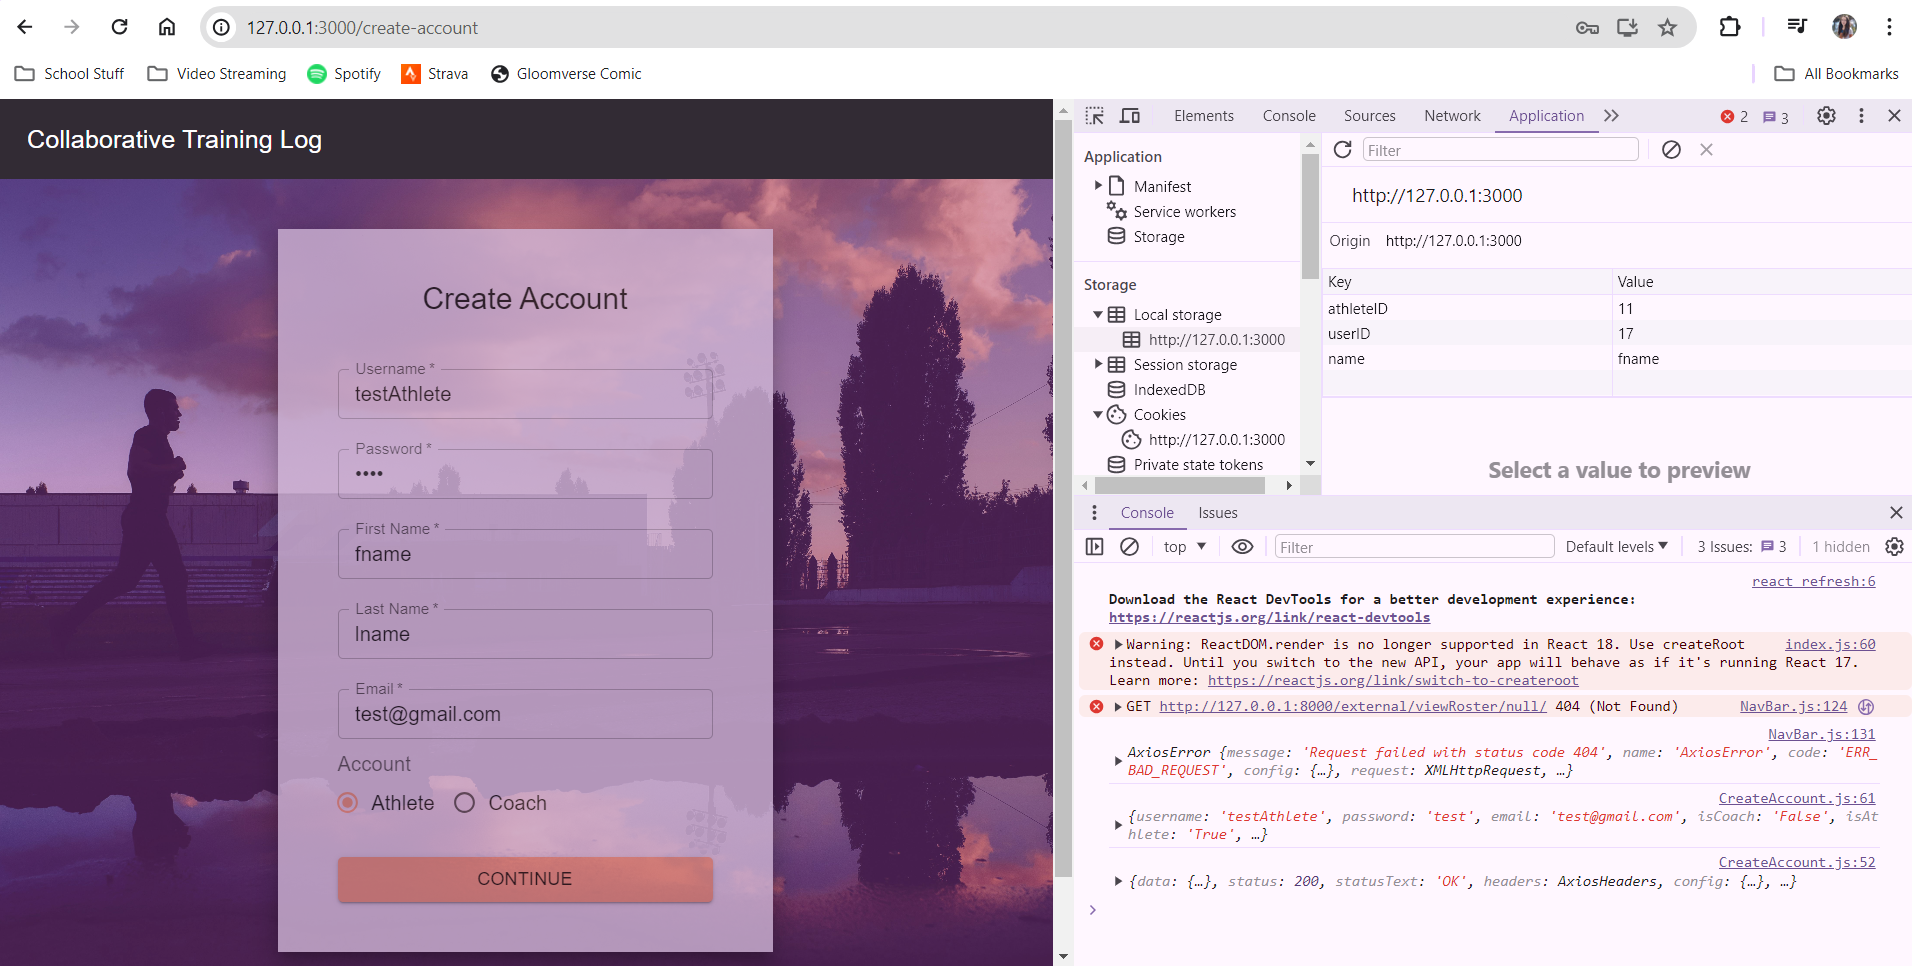 127.0.0.1:3000/create-account
School Stuff Video Streaming Spotify Strava Gloomverse Comic All Bookmarks
Collaborative Training Log
Create Account
Username *
testAthlete
Password *
••••
First Name *
fname
Last Name *
lname
Email *
test@gmail.com
Account
Athlete Coach
CONTINUE
Elements Console Sources Network Application 2 3
Application
Manifest
Service workers
Storage
Storage
Local storage
http://127.0.0.1:3000
Session storage
IndexedDB
Cookies
http://127.0.0.1:3000
Private state tokens
Filter
http://127.0.0.1:3000
Origin http://127.0.0.1:3000
Key Value
athleteID 11
userID 17
name fname
Select a value to preview
Console Issues
top Filter Default levels 3 Issues: 3 1 hidden
react refresh:6
Download the React DevTools for a better development experience:
https://reactjs.org/link/react-devtools
Warning: ReactDOM.render is no longer supported in React 18. Use createRoot index.js:60
instead. Until you switch to the new API, your app will behave as if it's running React 17.
Learn more: https://reactjs.org/link/switch-to-createroot
GET http://127.0.0.1:8000/external/viewRoster/null/ 404 (Not Found) NavBar.js:124
NavBar.js:131
AxiosError {message: 'Request failed with status code 404', name: 'AxiosError', code: 'ERR_
BAD_REQUEST', config: {…}, request: XMLHttpRequest, …}
CreateAccount.js:61
{username: 'testAthlete', password: 'test', email: 'test@gmail.com', isCoach: 'False', isAt
hlete: 'True', …}
CreateAccount.js:52
{data: {…}, status: 200, statusText: 'OK', headers: AxiosHeaders, config: {…}, …}